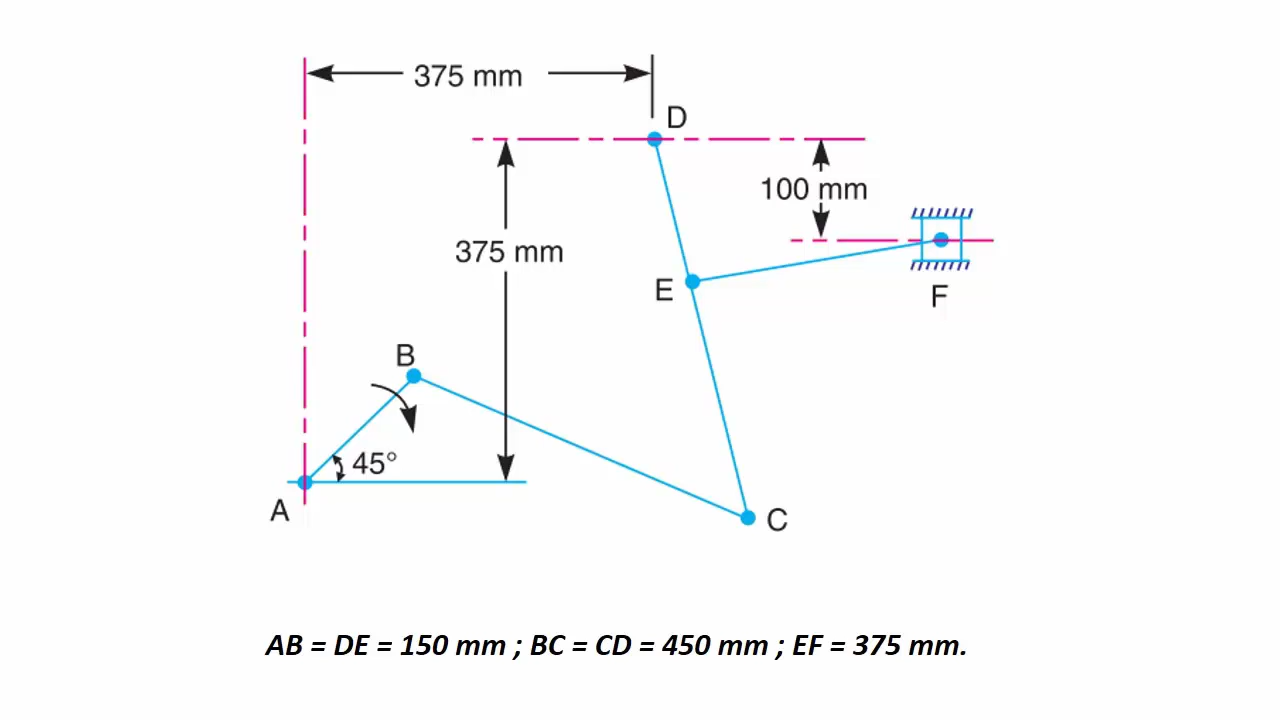 375 mm
D
100 mm
375 mm
E
F
B
45°
A
C
AB = DE = 150 mm ; BC = CD = 450 mm ; EF = 375 mm.